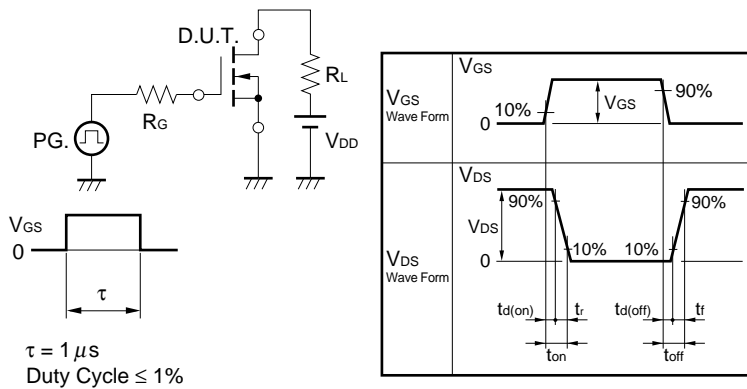 D.U.T.
RG
RL
PG.
VDD
VGS
0
τ
τ = 1 μs
Duty Cycle ≤ 1%
VGS
Wave Form
VGS
10%
VGS
90%
0
VDS
Wave Form
VDS
90%
VDS
10%
10%
90%
0
td(on)
tr
td(off)
tf
ton
toff